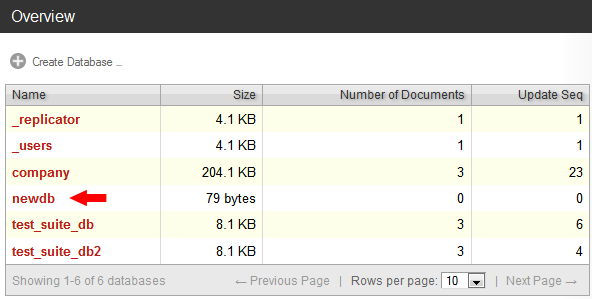 Overview
Create Database ...
Name Size Number of Documents Update Seq
_replicator 4.1 KB 1 1
_users 4.1 KB 1 1
company 204.1 KB 3 23
newdb 79 bytes 0 0
test_suite_db 8.1 KB 3 6
test_suite_db2 8.1 KB 3 4
Showing 1-6 of 6 databases ← Previous Page | Rows per page: 10 | Next Page →